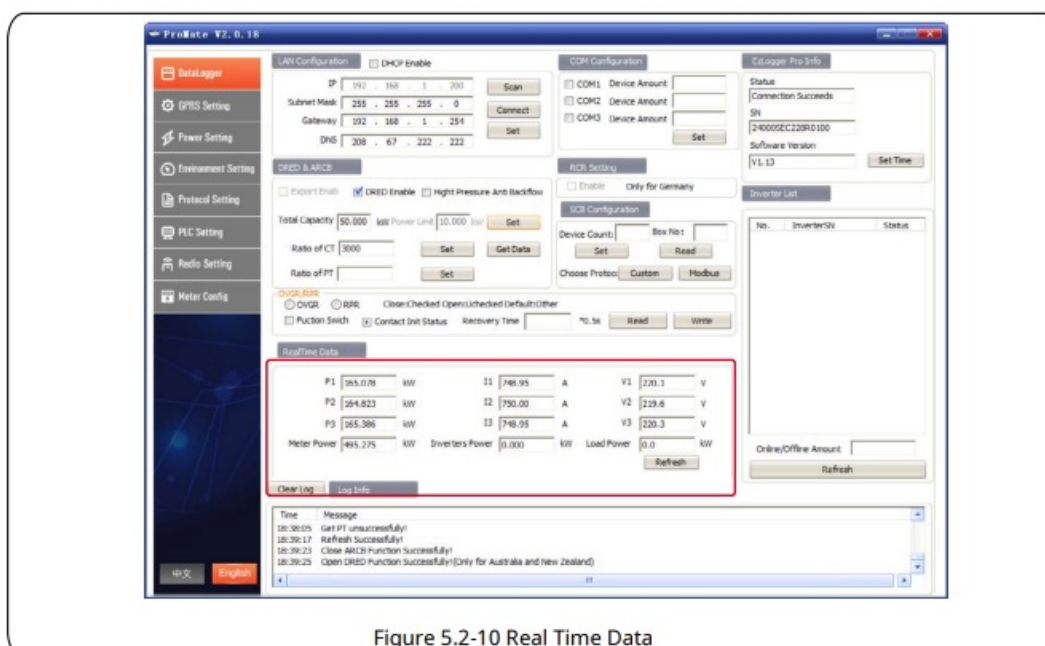 ProMate V2.0.18
DataLogger
GPRS Setting
Power Setting
Environment Setting
Protacal Setting
PLC Setting
Redio Setting
Meter Config
中文 English
LAN Configuration DHCP Enable
IP 192 . 168 . 1 . 200 Scan
Subnet Mask 255 . 255 . 255 . 0 Connect
Gateway 192 . 168 . 1 . 254
DNS 208 . 67 . 222 . 222 Set
COM Configuration
COM1 Device Amount
COM2 Device Amount
COM3 Device Amount
Set
EzLogger Pro Info
Status
Connection Succeeds
SN
24000SEC228R0100
Software Version
V1.13 Set Time
DRED & ARCB
Export Enabl DRED Enable Hight Pressure Anti Backflow
Total Capacity 50.000 kW Power Limit 10.000 kW Set
Ratio of CT 3000 Set Get Data
Ratio of PT Set
RCR Setting
Enable Only for Germany
SCB Configuration
Device Count: Box No:
Set Read
Choose Protoc Custom Modbus
Inverter List
No. InverterSN Status
Online/Offline Amount
Refresh
OVGR/RPR
OVGR RPR Close:Checked Open:Uchecked Default:Other
Fuction Swich Contact Init Status Recovery Time *0.5s Read Write
RealTime Data
P1 165.078 kW I1 748.95 A V1 220.1 V
P2 164.823 kW I2 750.00 A V2 219.6 V
P3 165.386 kW I3 748.95 A V3 220.3 V
Meter Power 495.275 kW Inverters Power 0.000 kW Load Power 0.0 kW
Refresh
Clear Log Log Info
Time Message
18:38:05 Get PT unsuccessfully!
18:39:17 Refresh Successfully!
18:39:23 Close ARCB Function Successfully!
18:39:25 Open DRED Function Successfully!(Only for Australia and New Zealand)
Figure 5.2-10 Real Time Data